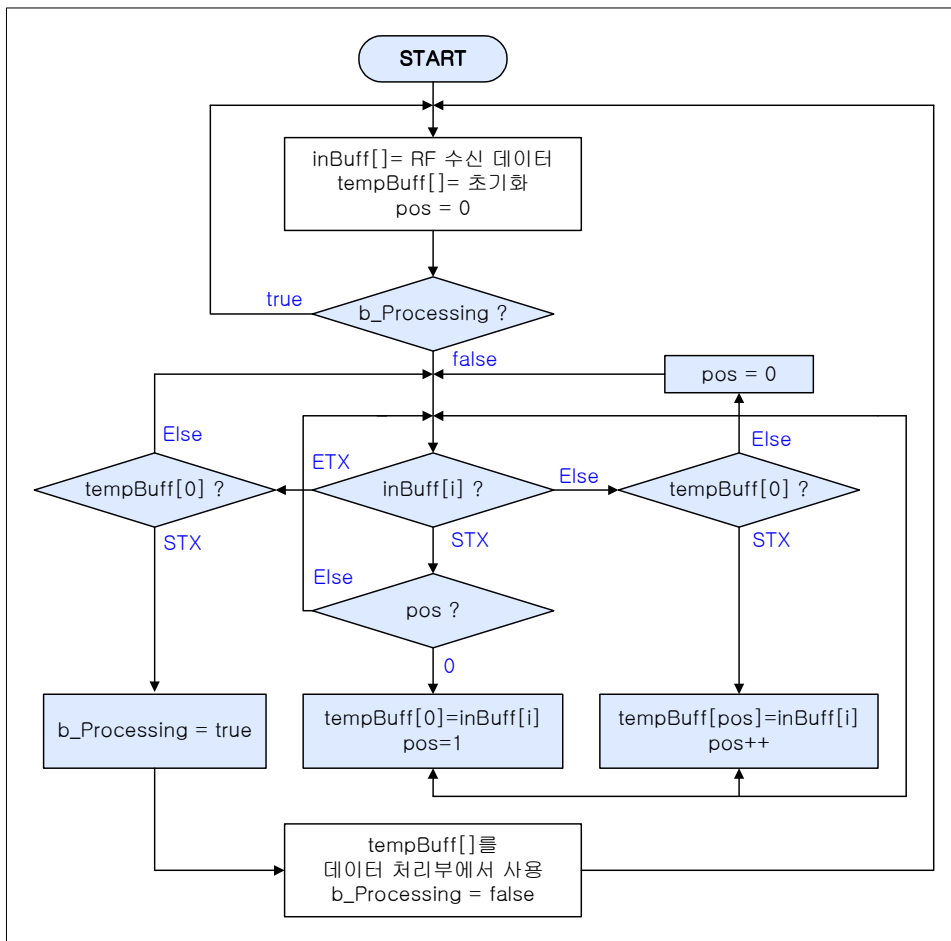 START
inBuff[]= RF 수신 데이터
tempBuff[]= 초기화
pos = 0
true
b_Processing ?
false
pos = 0
Else
ETX
Else
Else
tempBuff[0] ?
inBuff[i] ?
tempBuff[0] ?
STX
STX
STX
Else
pos ?
0
b_Processing = true
tempBuff[0]=inBuff[i]
pos=1
tempBuff[pos]=inBuff[i]
pos++
tempBuff[]를
데이터 처리부에서 사용
b_Processing = false